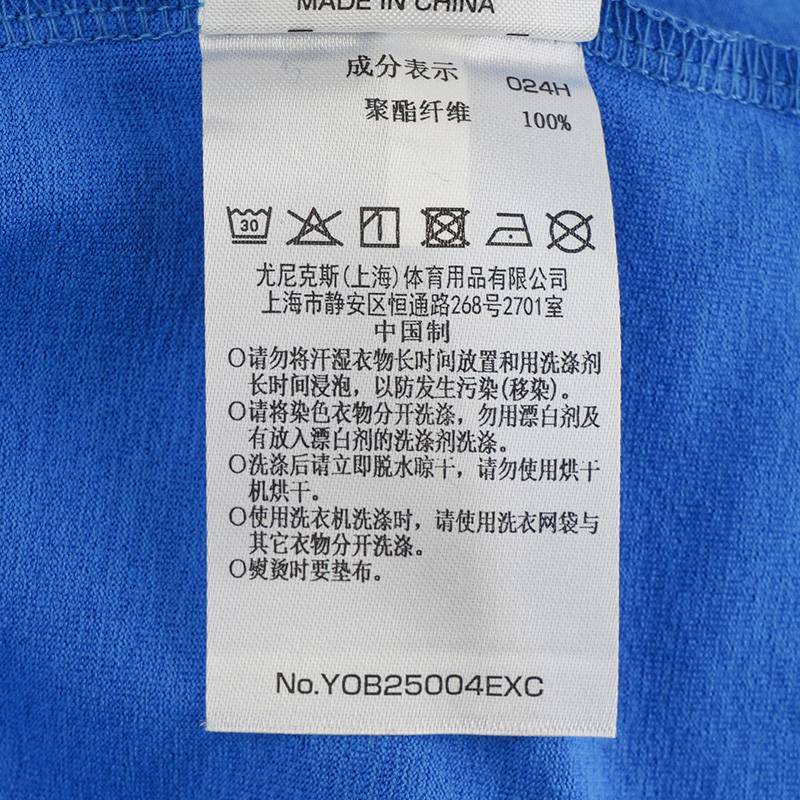 MADE IN CHINA
成分表示 024H
聚酯纤维 100%
30
尤尼克斯(上海)体育用品有限公司
上海市静安区恒通路268号2701室
中国制
○请勿将汗湿衣物长时间放置和用洗涤剂
长时间浸泡，以防发生污染(移染)。
○请将染色衣物分开洗涤，勿用漂白剂及
有放入漂白剂的洗涤剂洗涤。
○洗涤后请立即脱水晾干，请勿使用烘干
机烘干。
○使用洗衣机洗涤时，请使用洗衣网袋与
其它衣物分开洗涤。
○熨烫时要垫布。
No.YOB25004EXC